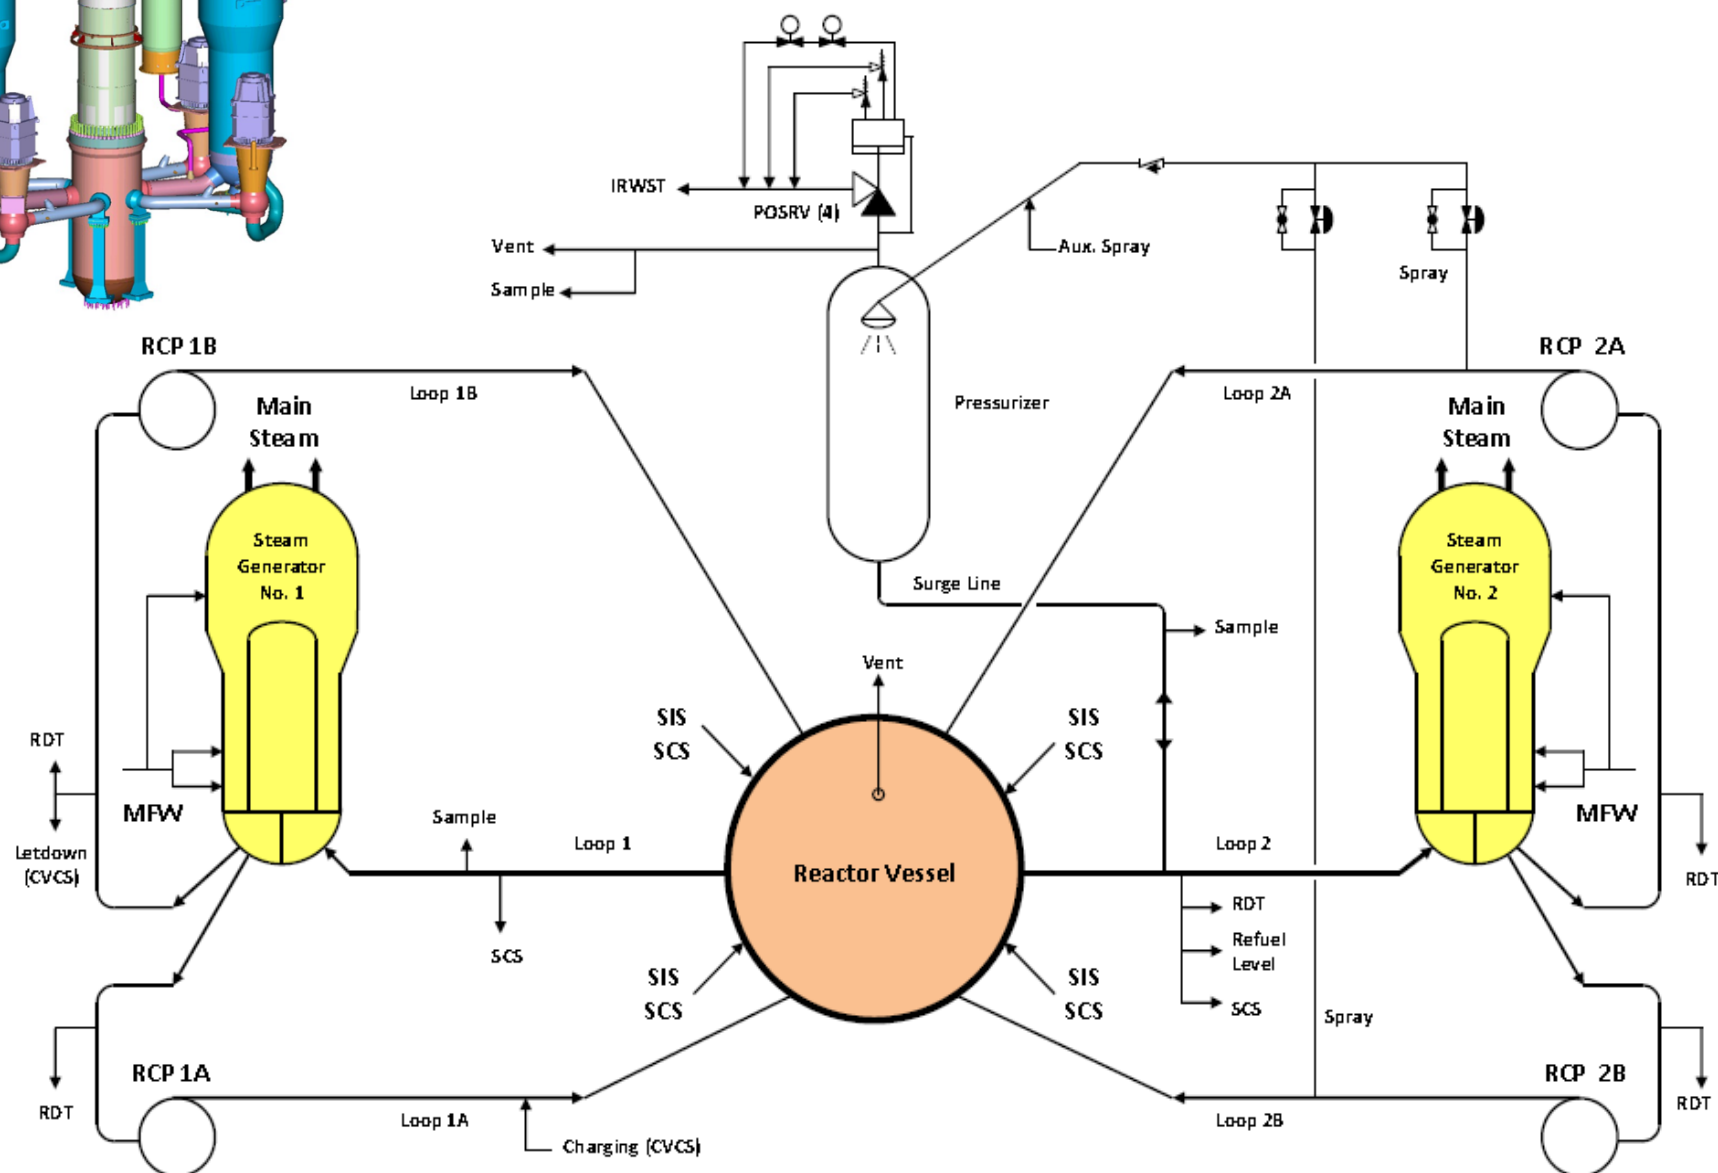 IRWST
POSRV (4)
Vent
Aux. Spray
Sample
Spray
RCP 1B
RCP 2A
Loop 1B
Loop 2A
Main
Steam
Pressurizer
Main
Steam
Steam
Generator
No. 1
Steam
Generator
No. 2
Surge Line
Sample
Vent
SIS
SCS
SIS
SCS
RDT
MFW
MFW
Sample
Loop 1
Loop 2
Letdown
(CVCS)
Reactor Vessel
RDT
RDT
Refuel
Level
SCS
SCS
SIS
SCS
SIS
SCS
Spray
RCP 1A
RCP 2B
RDT
RDT
Loop 1A
Loop 2B
Charging (CVCS)